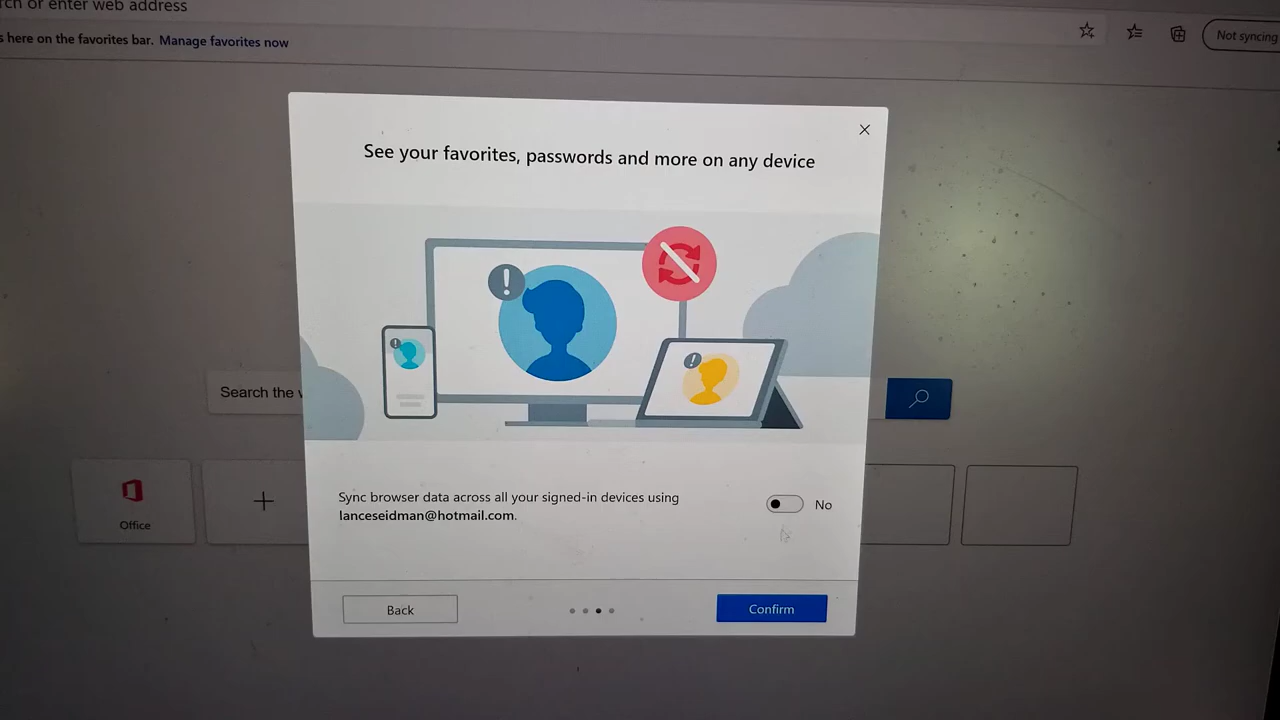 or enter web address
here on the favorites bar. Manage favorites now
Not syncing
See your favorites, passwords and more on any device
Search the
Office
Sync browser data across all your signed-in devices using
lanceseidman@hotmail.com.
No
Back
Confirm